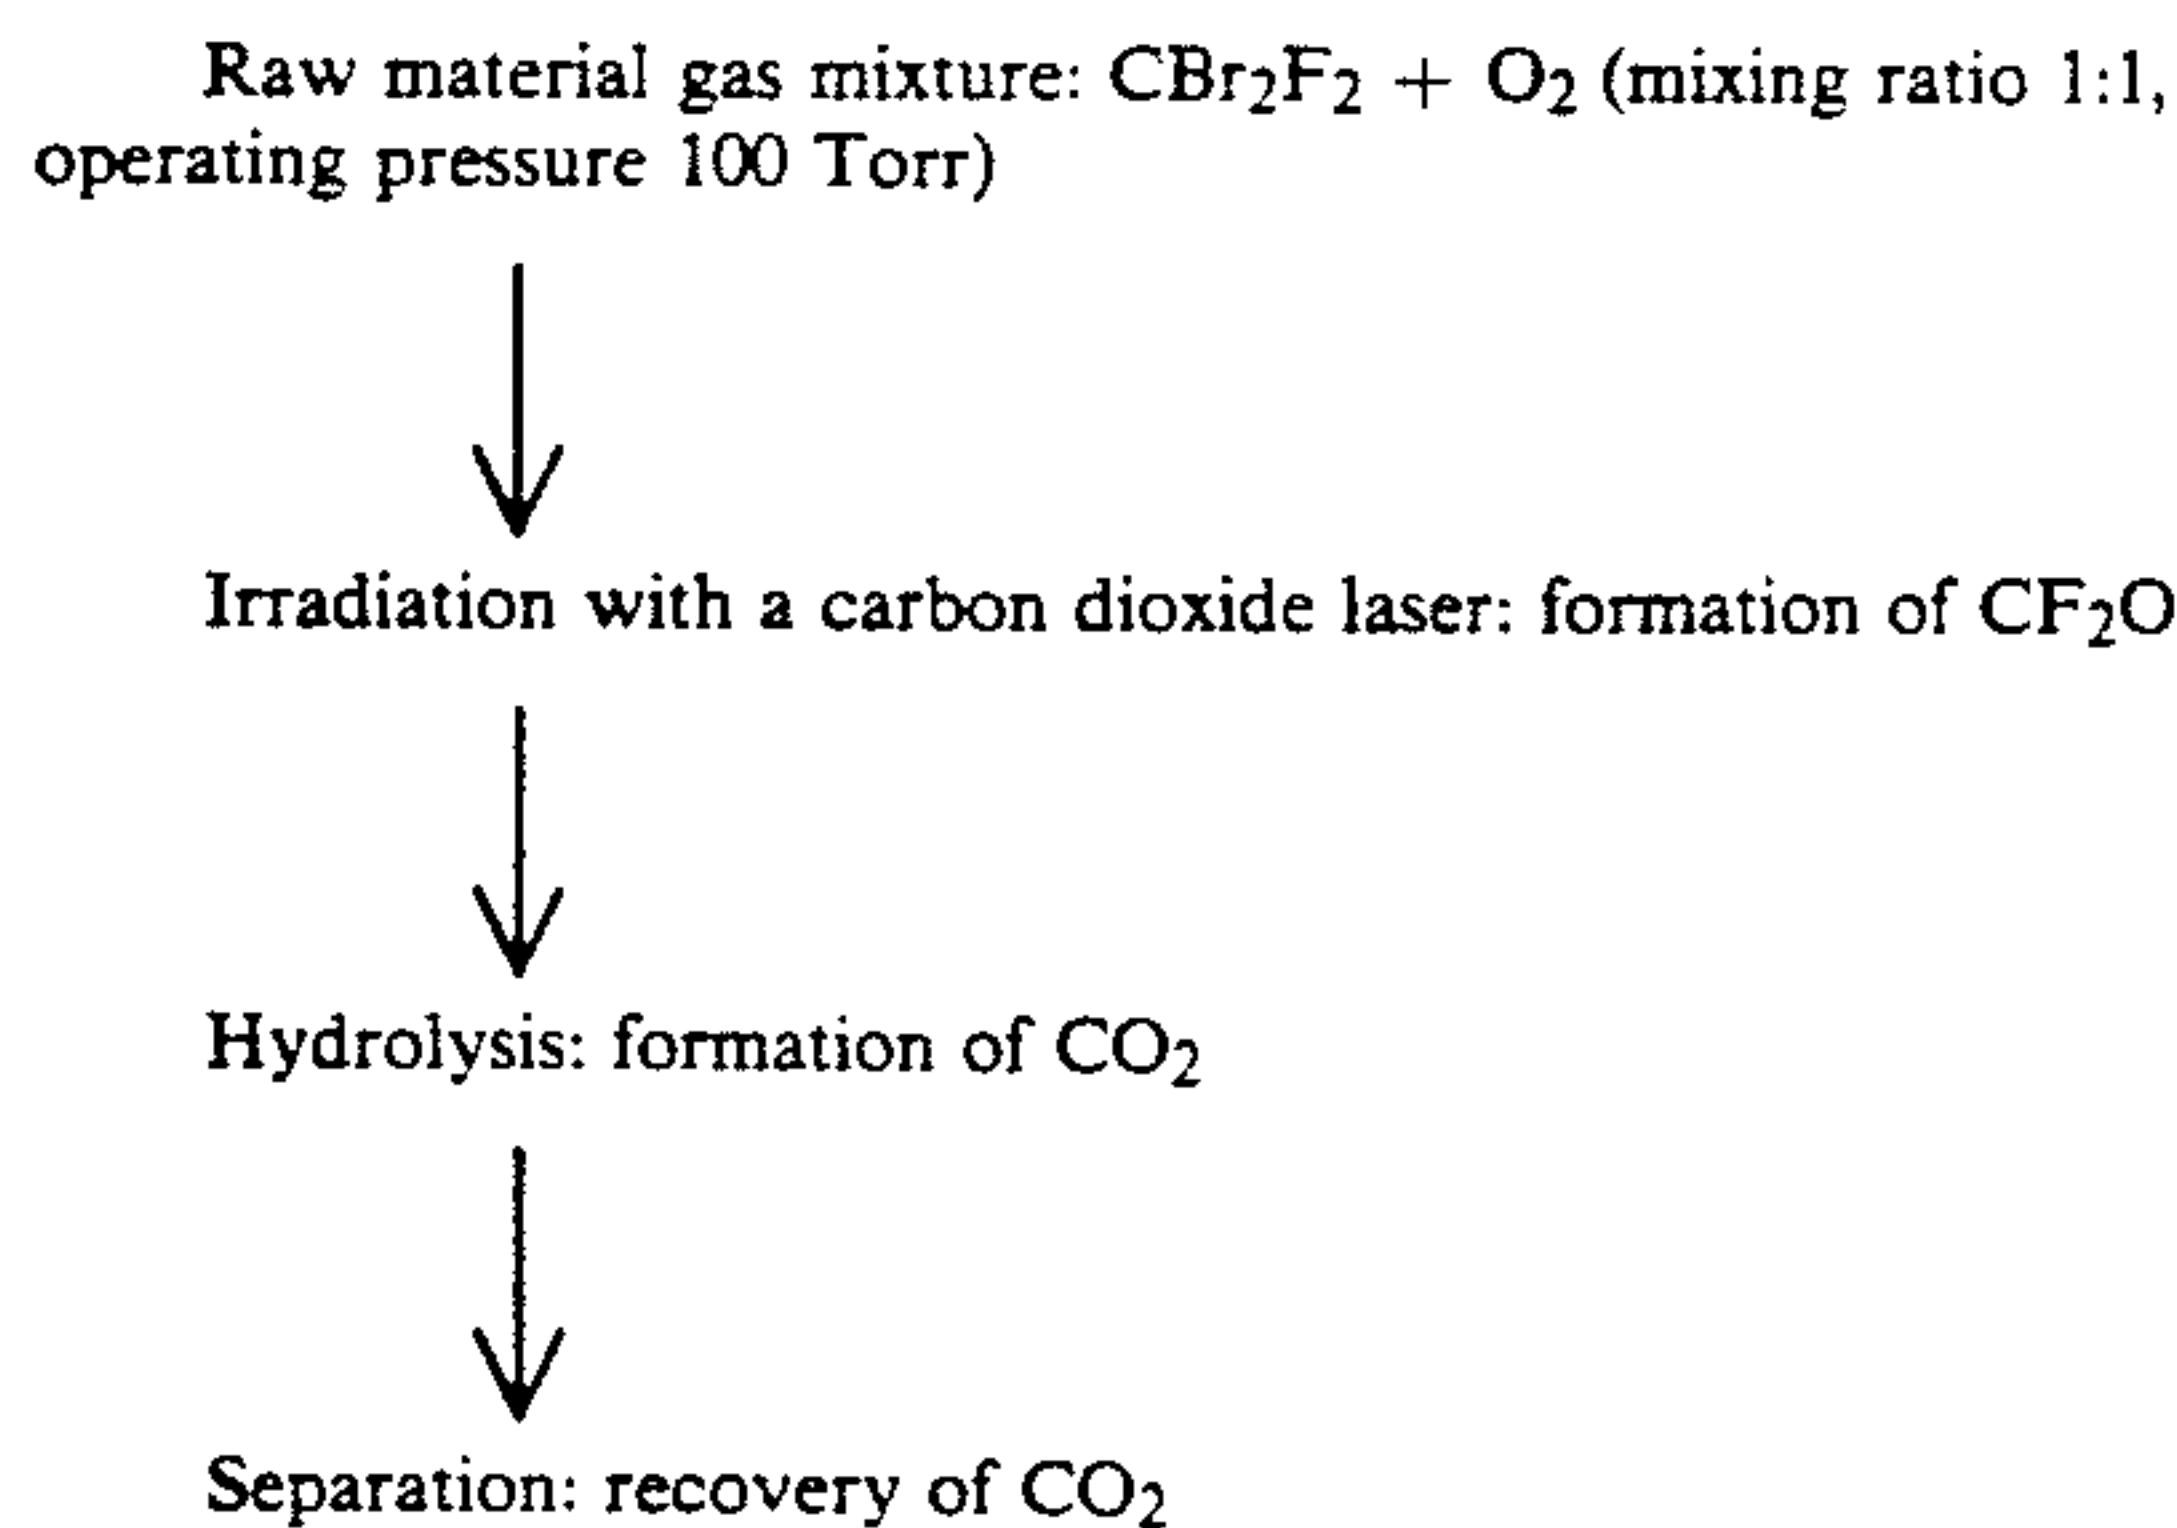 Raw material gas mixture: CBr₂F₂ + O₂ (mixing ratio 1:1,
operating pressure 100 Torr)
Irradiation with a carbon dioxide laser: formation of CF₂O
Hydrolysis: formation of CO₂
Separation: recovery of CO₂